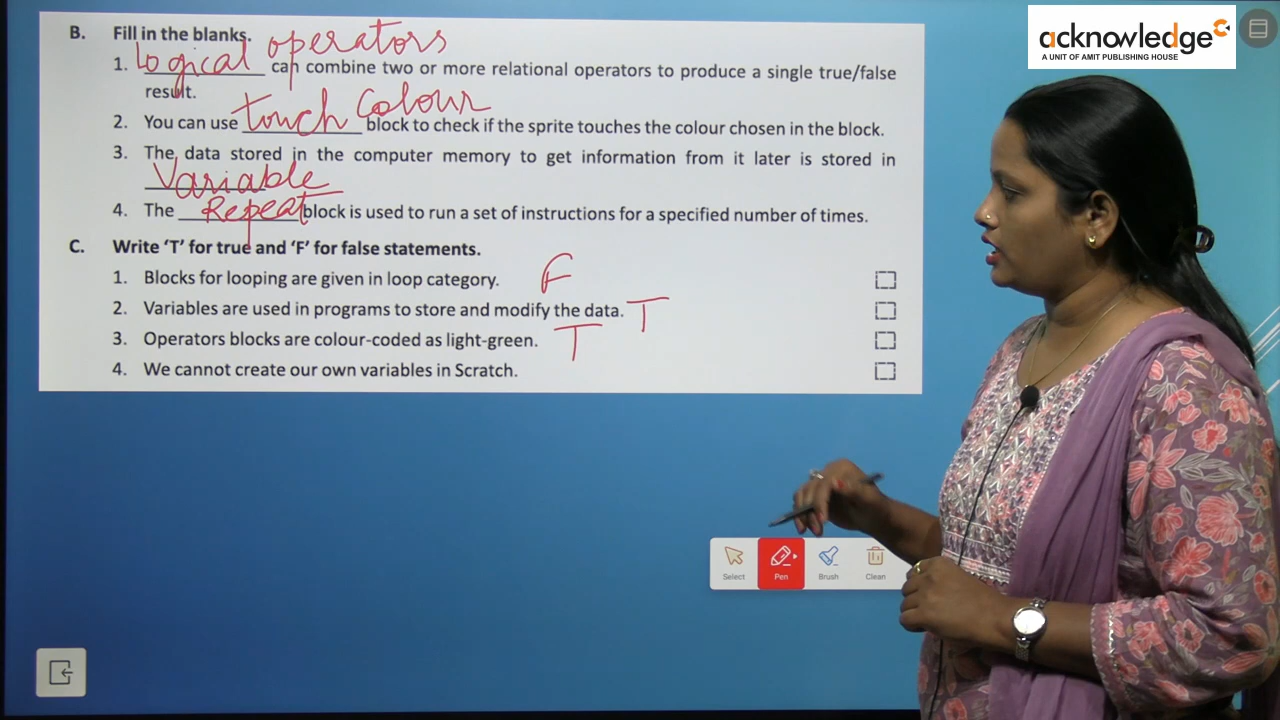 acknowledge
A UNIT OF AMIT PUBLISHING HOUSE
B. Fill in the blanks.
1. Logical operators can combine two or more relational operators to produce a single true/false
result.
2. You can use touch Colour block to check if the sprite touches the colour chosen in the block.
3. The data stored in the computer memory to get information from it later is stored in
Variable
4. The Repeat block is used to run a set of instructions for a specified number of times.
C. Write ‘T’ for true and ‘F’ for false statements.
1. Blocks for looping are given in loop category. F
2. Variables are used in programs to store and modify the data. T
3. Operators blocks are colour-coded as light-green. T
4. We cannot create our own variables in Scratch.
Select Pen Brush Clean